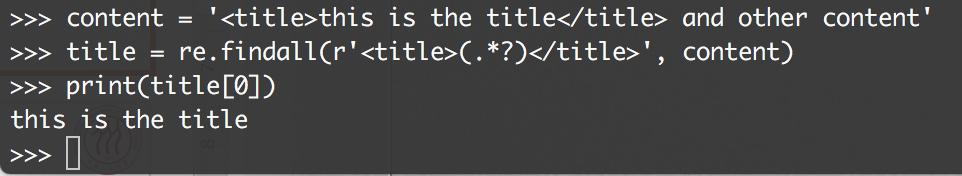 >>> content = '<title>this is the title</title> and other content'
>>> title = re.findall(r'<title>(.*?)</title>', content)
>>> print(title[0])
this is the title
>>>